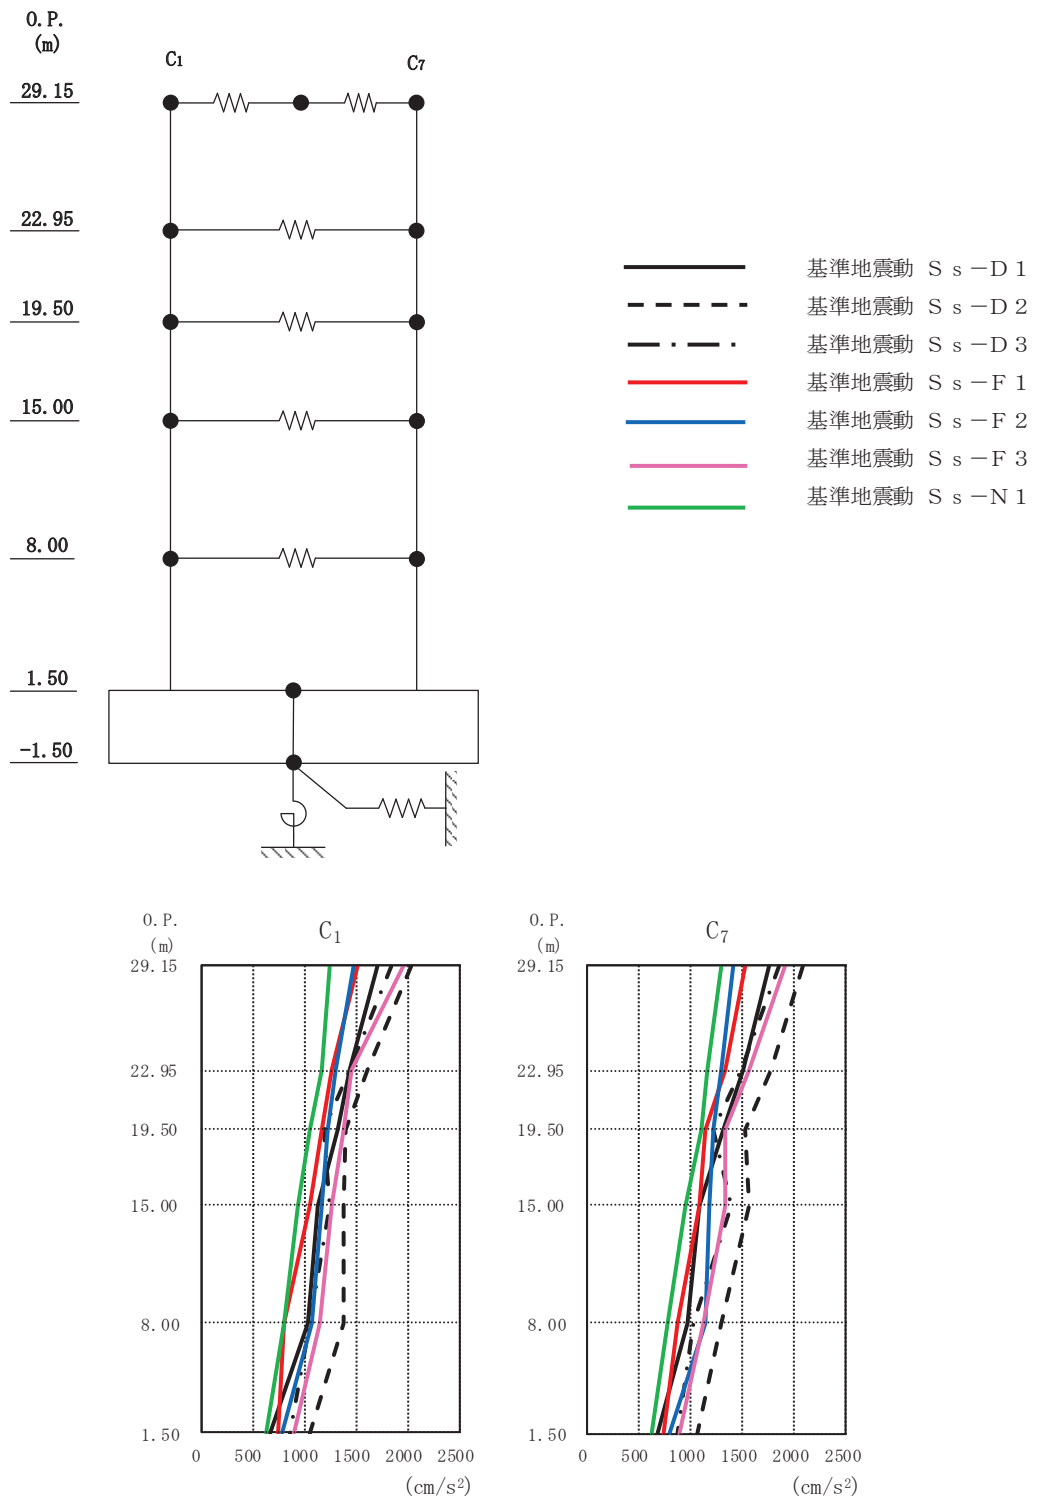 O.P.
(m)
C1
C7
29.15
22.95
19.50
15.00
8.00
1.50
-1.50
基準地震動 Ｓｓ－Ｄ１
基準地震動 Ｓｓ－Ｄ２
基準地震動 Ｓｓ－Ｄ３
基準地震動 Ｓｓ－Ｆ１
基準地震動 Ｓｓ－Ｆ２
基準地震動 Ｓｓ－Ｆ３
基準地震動 Ｓｓ－Ｎ１
O.P.
(m)
C1
29.15
22.95
19.50
15.00
8.00
1.50
0 500 1000 1500 2000 2500
(cm/s²)
O.P.
(m)
C7
29.15
22.95
19.50
15.00
8.00
1.50
0 500 1000 1500 2000 2500
(cm/s²)